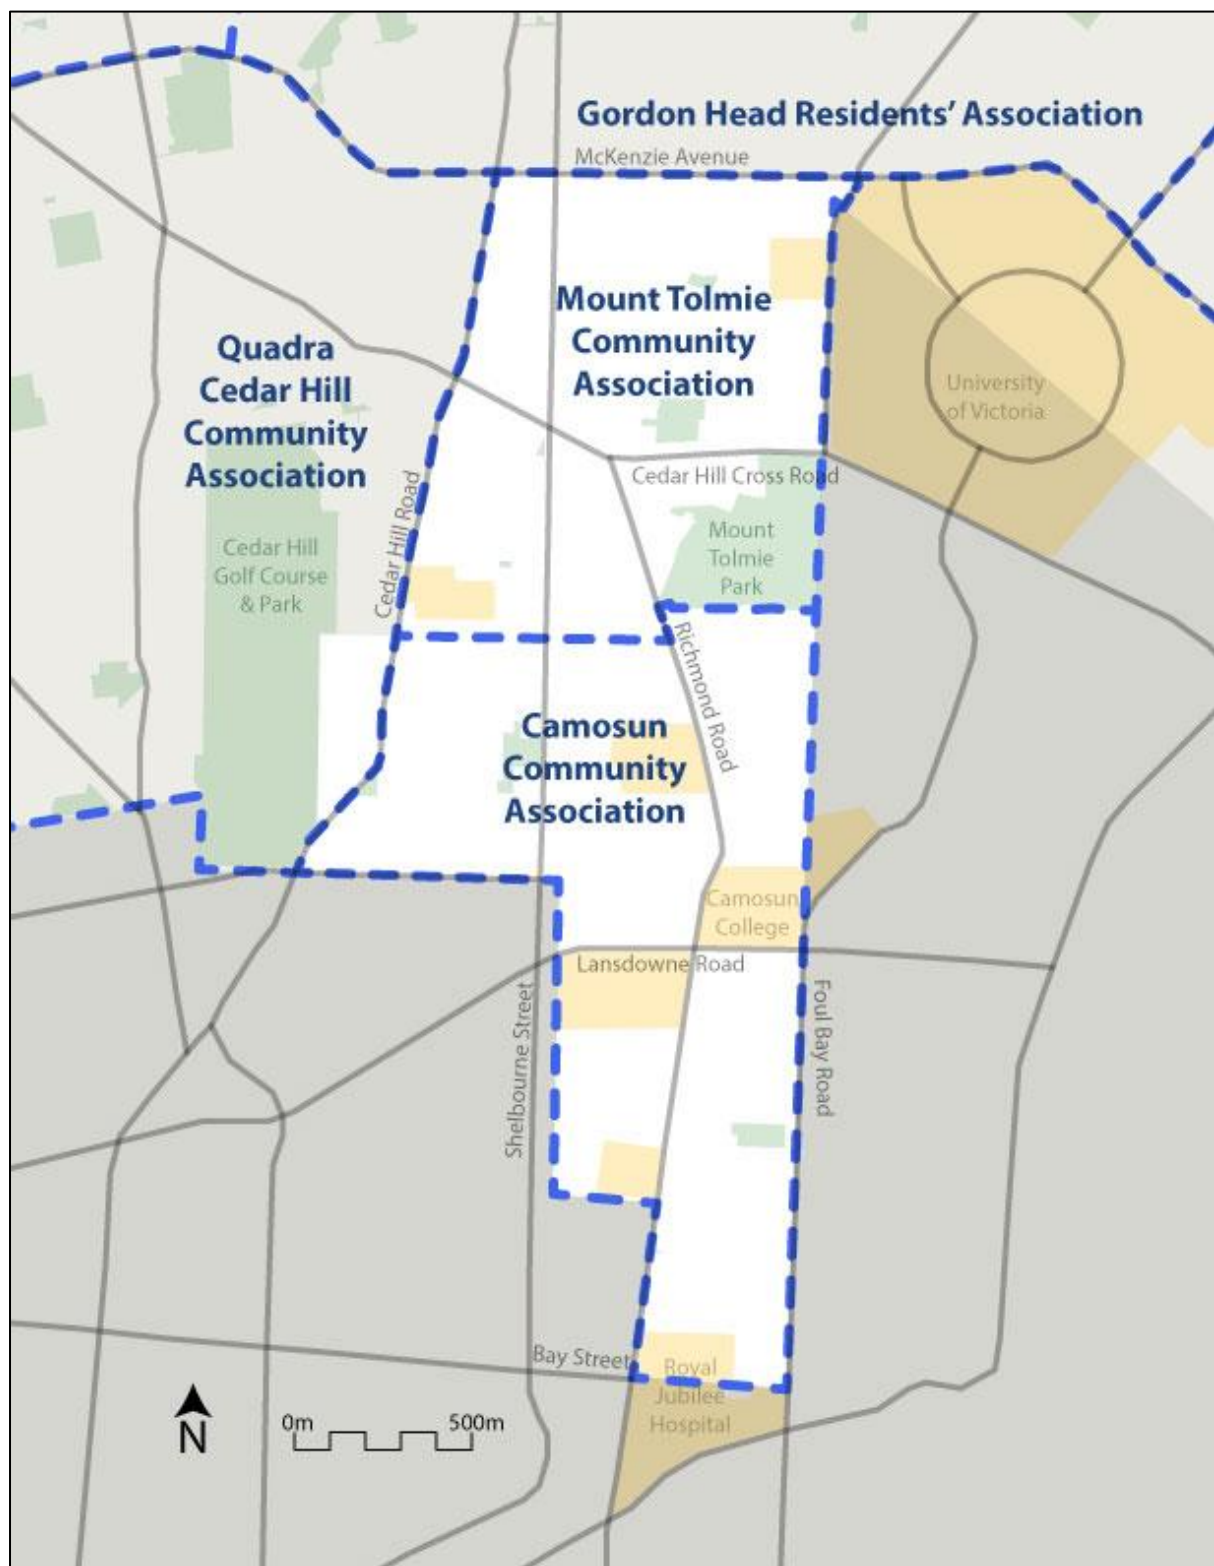 Gordon Head Residents' Association
McKenzie Avenue
Mount Tolmie
Community
Association
Quadra
Cedar Hill
Community
Association
University
of Victoria
Cedar Hill Cross Road
Cedar Hill Road
Mount
Tolmie
Park
Cedar Hill
Golf Course
& Park
Richmond Road
Camosun
Community
Association
Camosun
College
Lansdowne Road
Shelbourne Street
Foul Bay Road
Bay Street
Royal
Jubilee
Hospital
N
0m 500m